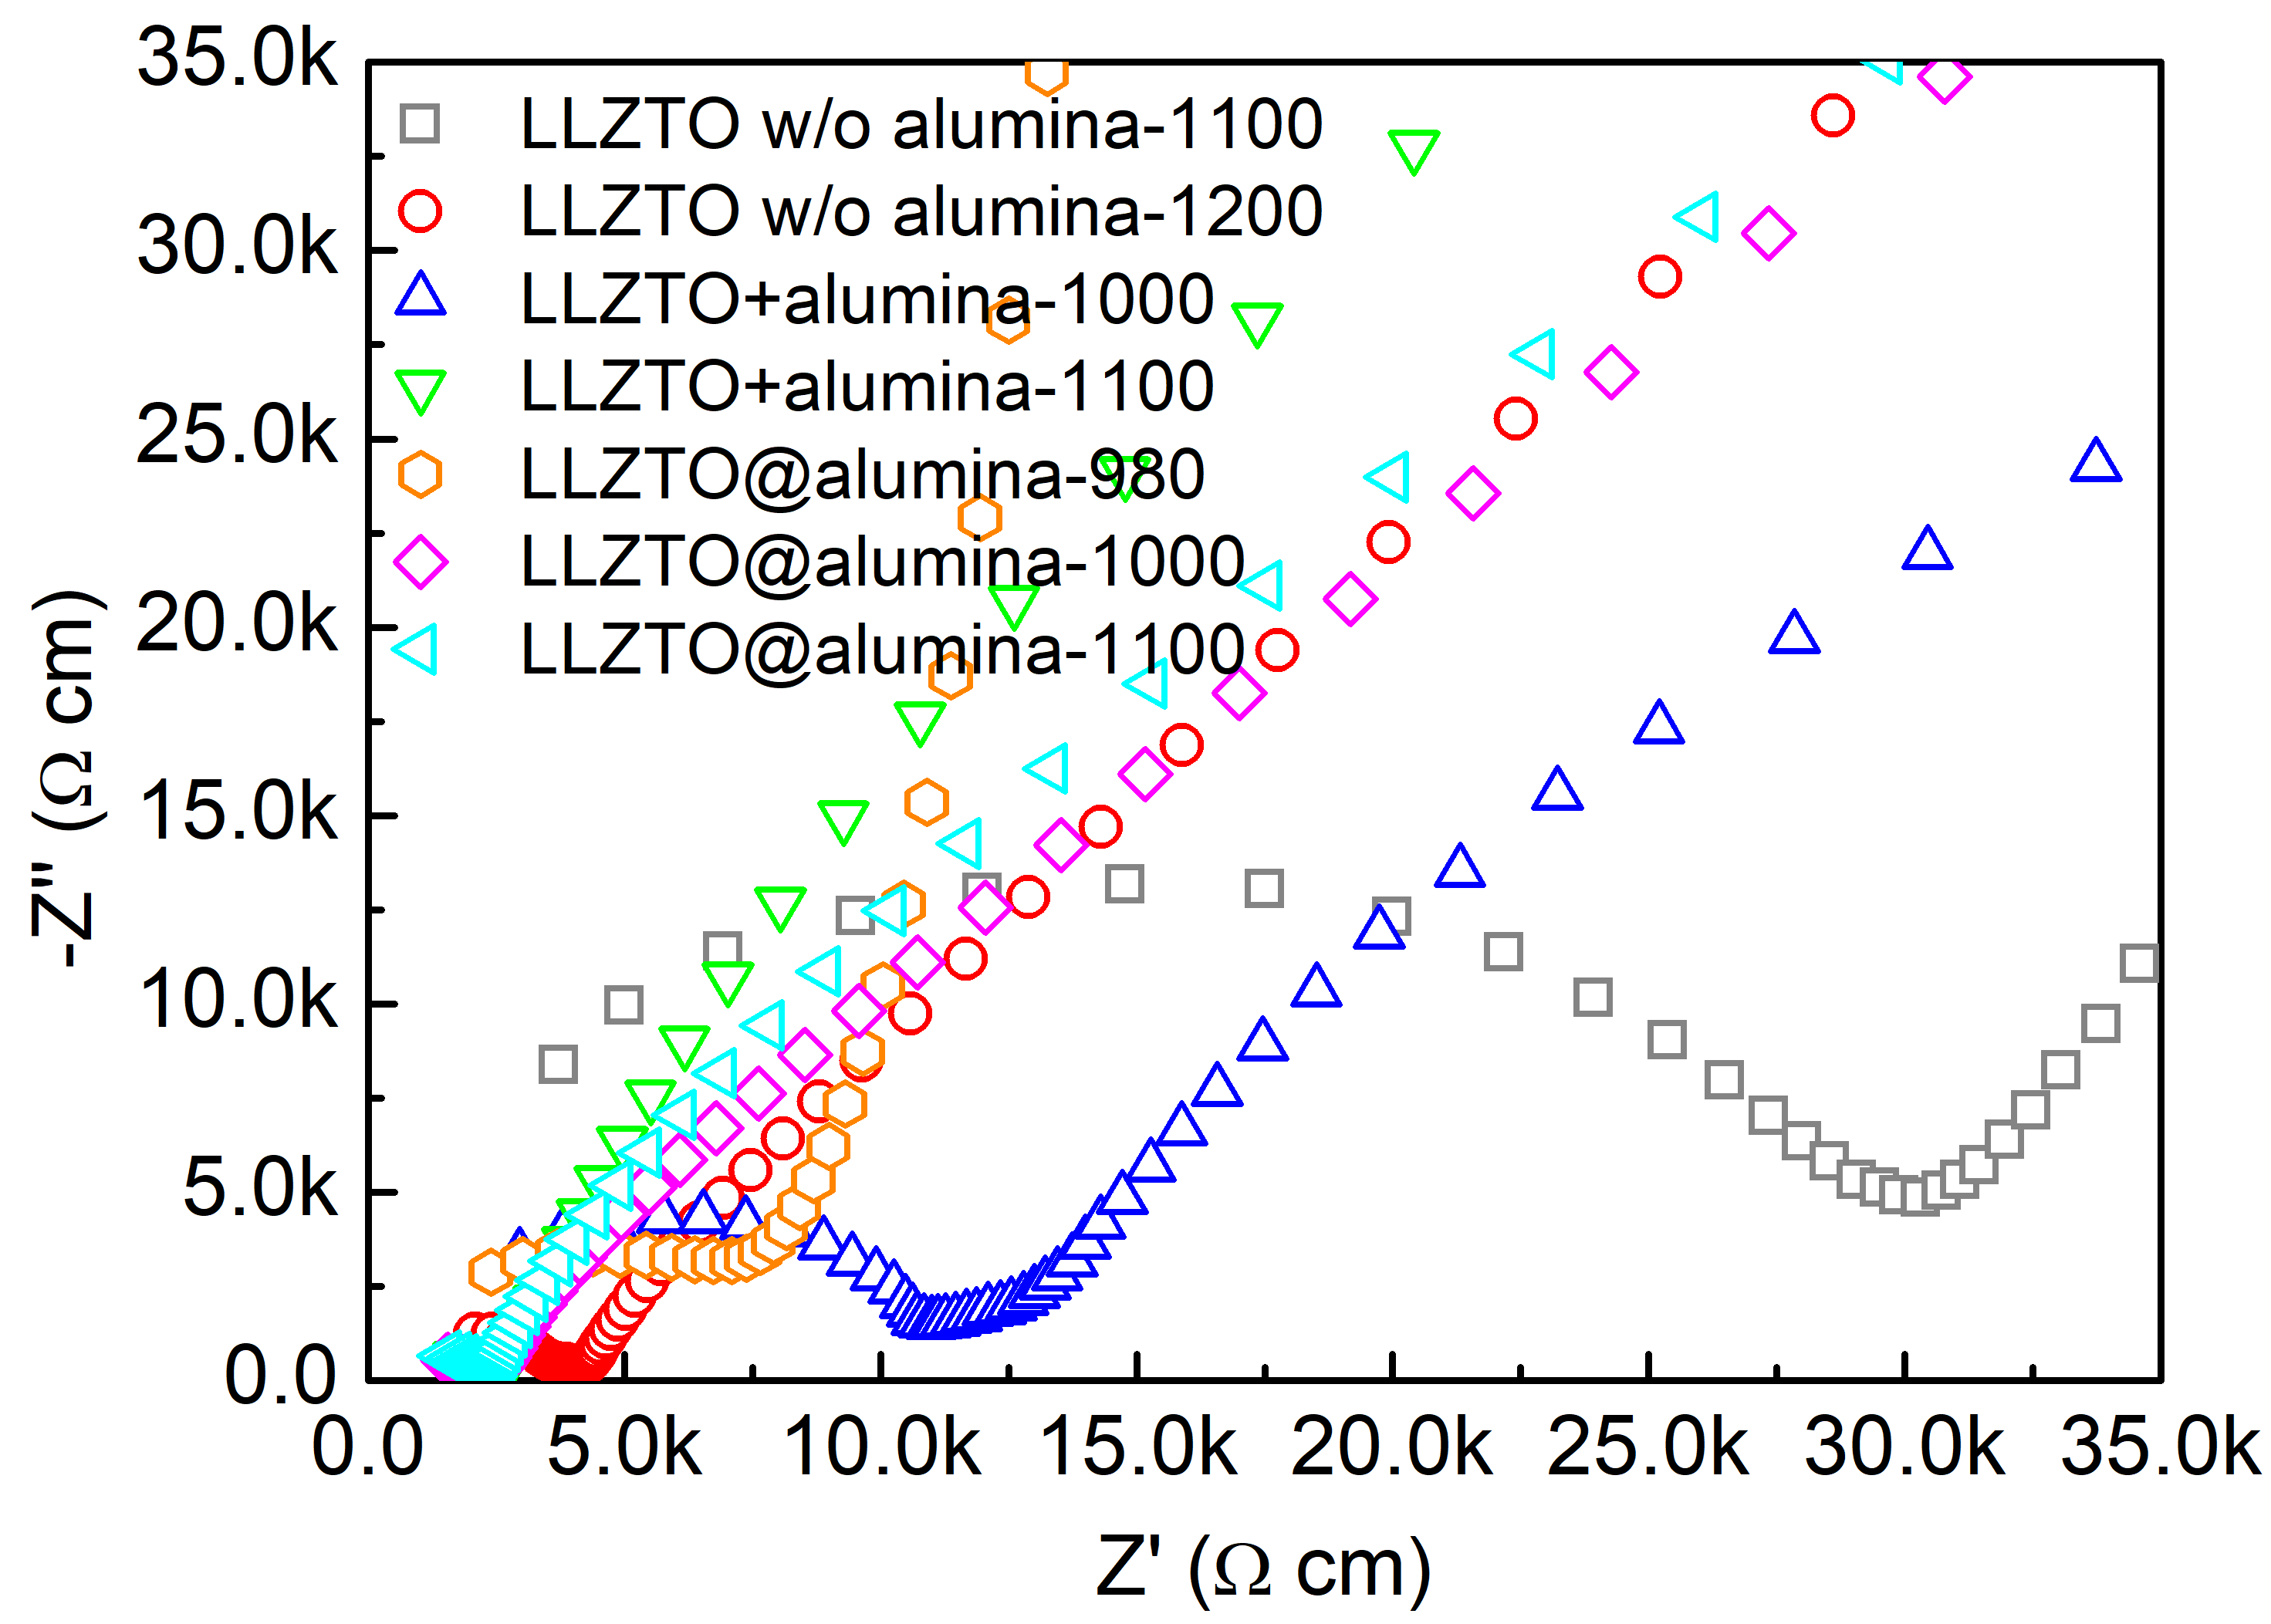 35.0k
30.0k
25.0k
20.0k
15.0k
10.0k
5.0k
0.0
-Z" (Ω cm)
LLZTO w/o alumina-1100
LLZTO w/o alumina-1200
LLZTO+alumina-1000
LLZTO+alumina-1100
LLZTO@alumina-980
LLZTO@alumina-1000
LLZTO@alumina-1100
0.0 5.0k 10.0k 15.0k 20.0k 25.0k 30.0k 35.0k
Z' (Ω cm)